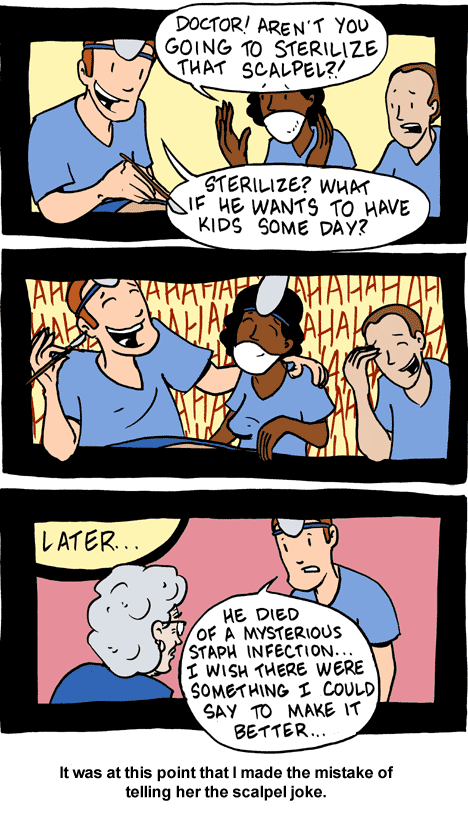 DOCTOR! AREN'T YOU
GOING TO STERILIZE
THAT SCALPEL?!
STERILIZE? WHAT
IF HE WANTS TO HAVE
KIDS SOME DAY?
AHAHAHAHAHAHAHAH
LATER...
HE DIED
OF A MYSTERIOUS
STAPH INFECTION...
I WISH THERE WERE
SOMETHING I COULD
SAY TO MAKE IT
BETTER...
It was at this point that I made the mistake of
telling her the scalpel joke.